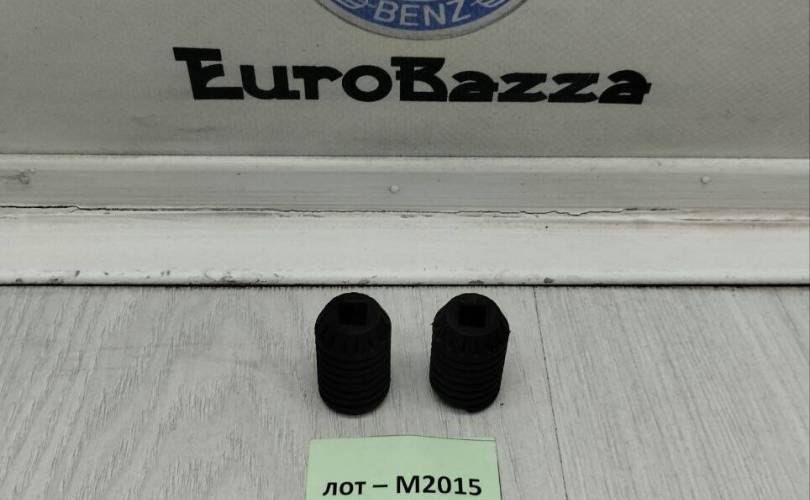 BENZ
EuroBazza
лот – M2015